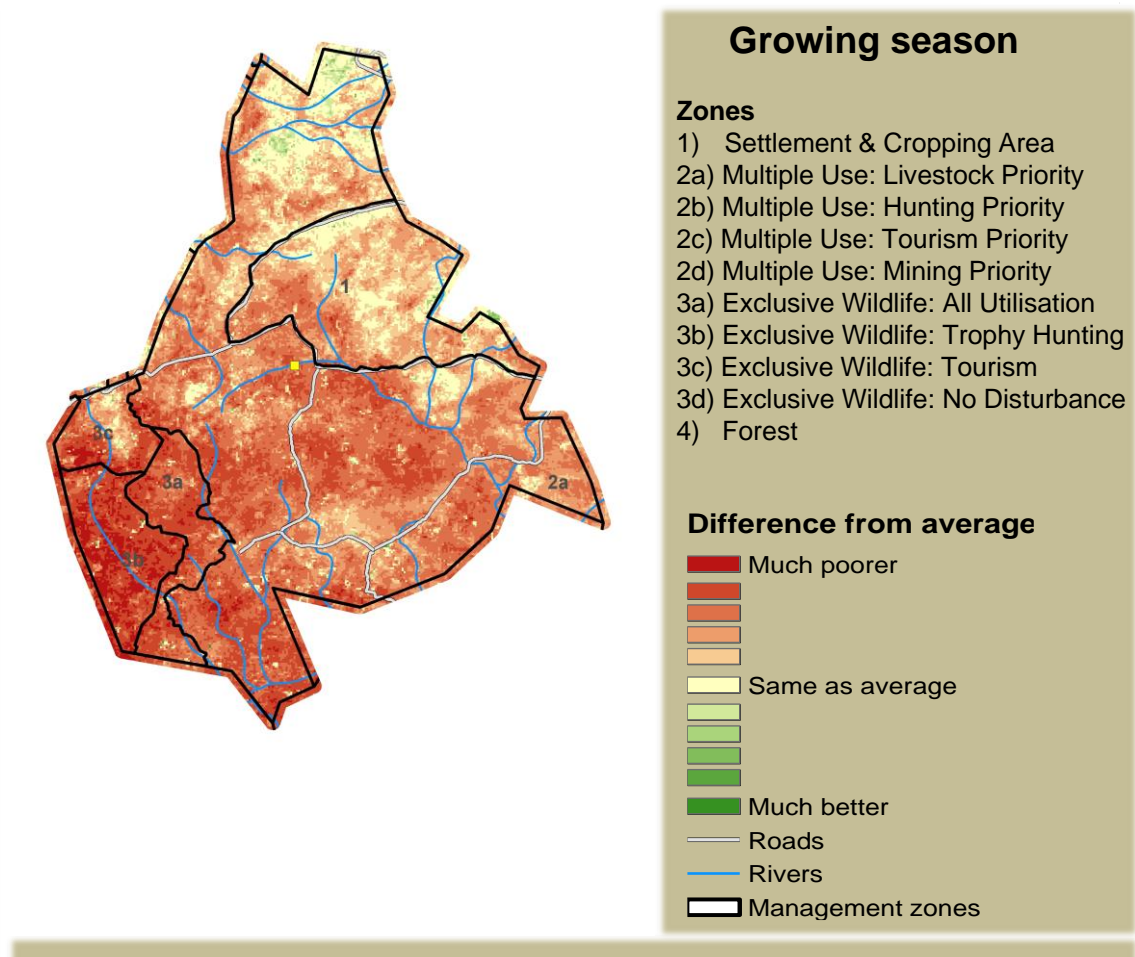 Growing season
Zones
1) Settlement & Cropping Area
2a) Multiple Use: Livestock Priority
2b) Multiple Use: Hunting Priority
2c) Multiple Use: Tourism Priority
2d) Multiple Use: Mining Priority
3a) Exclusive Wildlife: All Utilisation
3b) Exclusive Wildlife: Trophy Hunting
3c) Exclusive Wildlife: Tourism
3d) Exclusive Wildlife: No Disturbance
4) Forest
Difference from average
Much poorer
Same as average
Much better
Roads
Rivers
Management zones
1
3c
3a
2a
3b